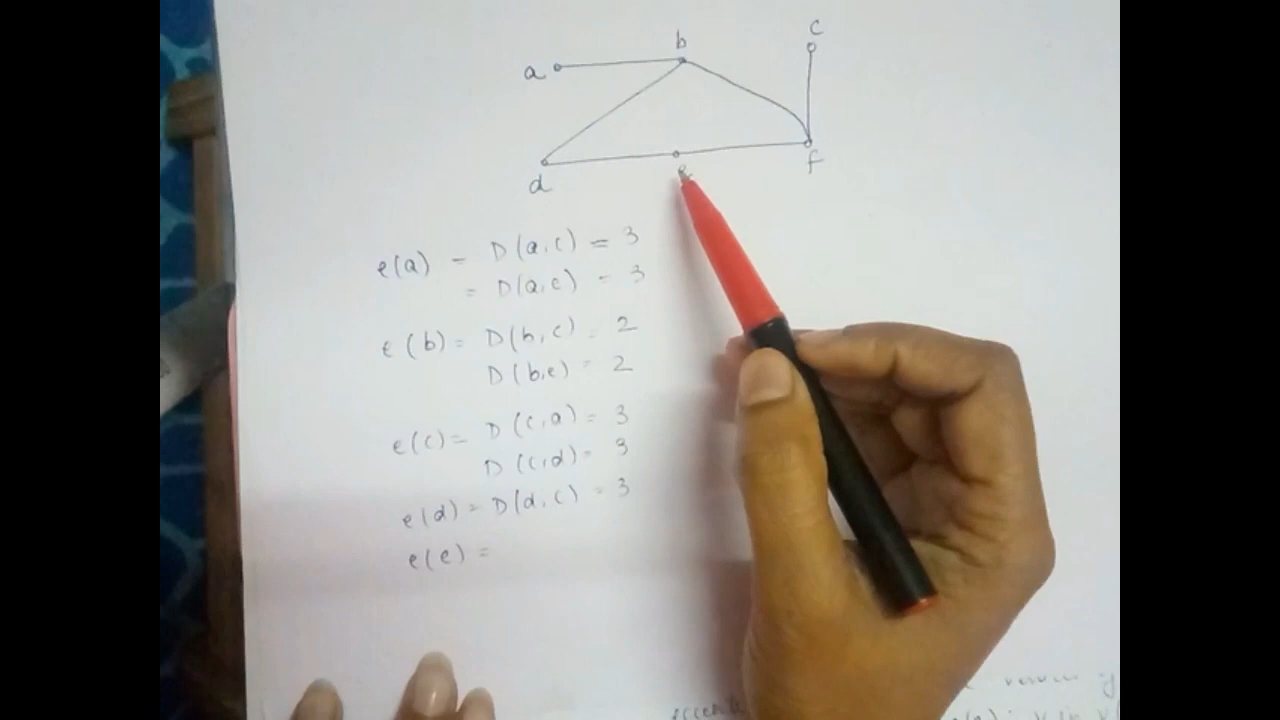 c
b
a
f
d
e
e(a) = D(a,c) = 3
= D(a,c) = 3
e(b) = D(b,c) = 2
D(b,e) = 2
e(c) = D(c,a) = 3
D(c,d) = 3
e(d) = D(d,c) = 3
e(e) =